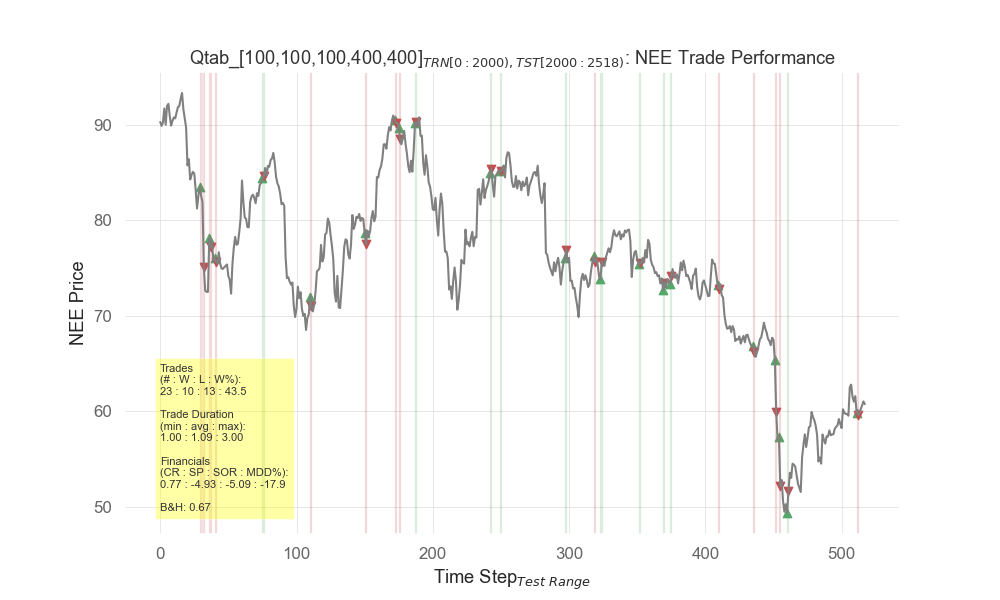 Qtab_[100,100,100,400,400]TRN[0 : 2000), TST[2000 : 2518): NEE Trade Performance
NEE Price
90
80
70
60
50
Trades
(# : W : L : W%):
23 : 10 : 13 : 43.5
Trade Duration
(min : avg : max):
1.00 : 1.09 : 3.00
Financials
(CR : SP : SOR : MDD%):
0.77 : -4.93 : -5.09 : -17.9
B&H: 0.67
0 100 200 300 400 500
Time StepTest Range